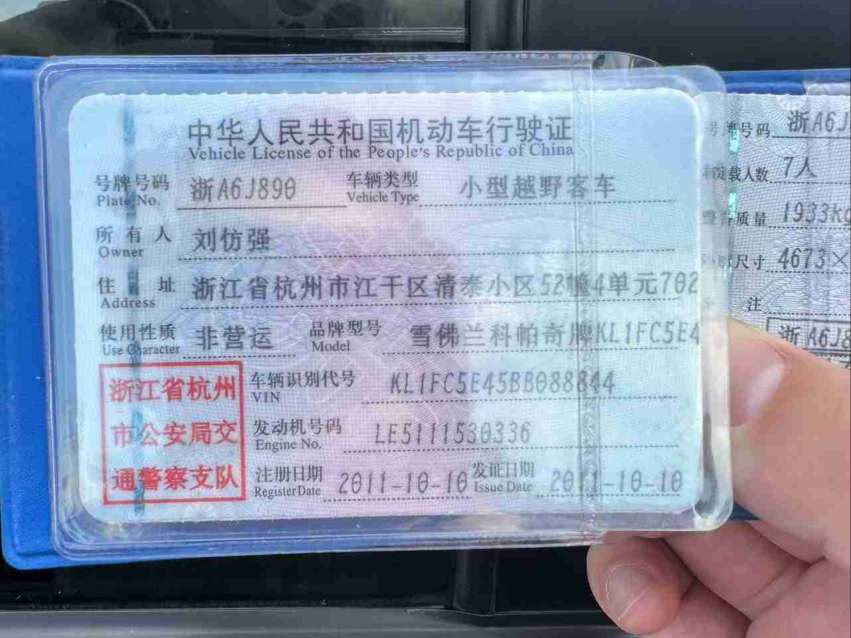 中华人民共和国机动车行驶证
Vehicle License of the People's Republic of China
号牌号码 浙A6J890 车辆类型 小型越野客车
Plate No. Vehicle Type
所有人 刘仿强
Owner
住址 浙江省杭州市江干区清泰小区52幢4单元702
Address
使用性质 非营运 品牌型号 雪佛兰科帕奇牌KL1FC5E4
Use Character Model
浙江省杭州
市公安局交
通警察支队
车辆识别代号 KL1FC5E45BB088844
VIN
发动机号码 LE5111530336
Engine No.
注册日期 2011-10-10 发证日期 2011-10-10
Register Date Issue Date
号牌号码 浙A6J
载人数 7人
质量 1933kg
尺寸 4673×
注
浙A6J8